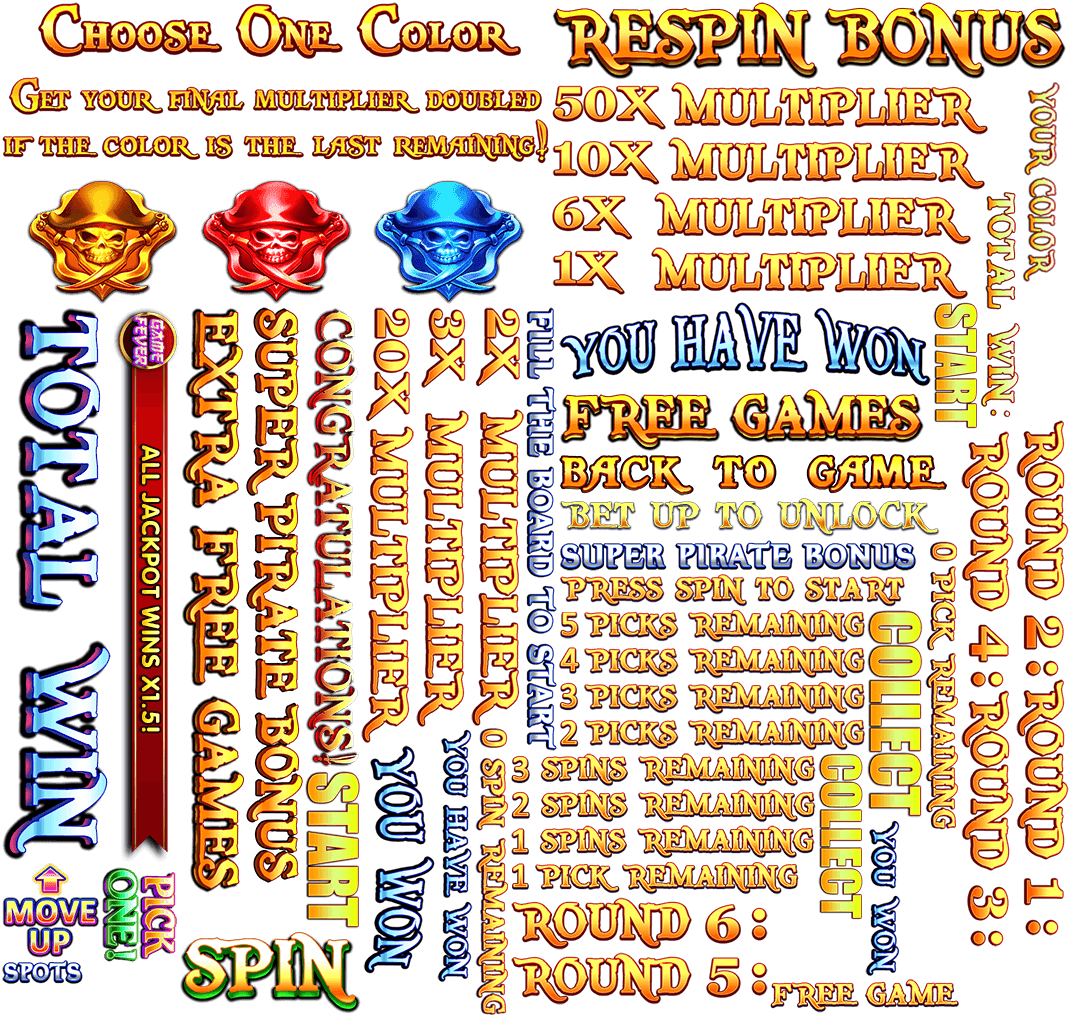 CHOOSE ONE COLOR
GET YOUR FINAL MULTIPLIER DOUBLED
IF THE COLOR IS THE LAST REMAINING!
RESPIN BONUS
50X MULTIPLIER
10X MULTIPLIER
6X MULTIPLIER
1X MULTIPLIER
YOUR COLOR
TOTAL WIN:
START
TOTAL WIN
GAME
FEVER
ALL JACKPOT WINS X1.5!
EXTRA FREE GAMES
SUPER PIRATE BONUS
CONGRATULATIONS!
20X MULTIPLIER
3X MULTIPLIER
2X MULTIPLIER
FILL THE BOARD TO START
YOU HAVE WON
FREE GAMES
BACK TO GAME
BET UP TO UNLOCK
SUPER PIRATE BONUS
PRESS SPIN TO START
5 PICKS REMAINING
4 PICKS REMAINING
3 PICKS REMAINING
2 PICKS REMAINING
3 SPINS REMAINING
2 SPINS REMAINING
1 SPINS REMAINING
1 PICK REMAINING
ROUND 6:
ROUND 5:
FREE GAME
COLLECT
COLLECT
0 PICK REMAINING
ROUND 4:ROUND 3:
ROUND 2:ROUND 1:
YOU WON
START
YOU WON
YOU HAVE WON
0 SPIN REMAINING
MOVE
UP
SPOTS
PICK
ONE!
SPIN